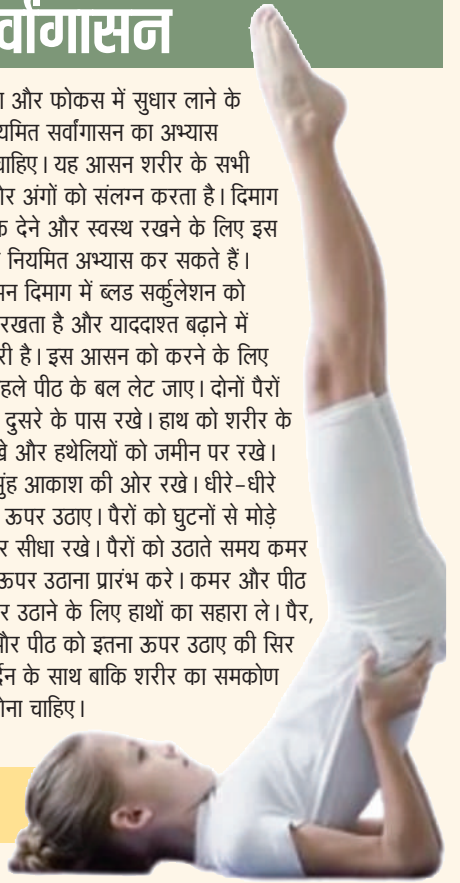 र्वांगासन
और फोकस में सुधार लाने के
यमित सर्वांगासन का अभ्यास
चाहिए। यह आसन शरीर के सभी
ोर अंगों को संलग्न करता है। दिमाग
क देने और स्वस्थ रखने के लिए इस
नियमित अभ्यास कर सकते हैं।
सन दिमाग में ब्लड सर्कुलेशन को
रखता है और याददाश्त बढ़ाने में
री है। इस आसन को करने के लिए
हले पीठ के बल लेट जाए। दोनों पैरों
दुसरे के पास रखे। हाथ को शरीर के
खे और हथेलियों को जमीन पर रखे।
मुंह आकाश की ओर रखे। धीरे-धीरे
ऊपर उठाए। पैरों को घुटनों से मोड़े
र सीधा रखे। पैरों को उठाते समय कमर
ऊपर उठाना प्रारंभ करे। कमर और पीठ
र उठाने के लिए हाथों का सहारा ले। पैर,
और पीठ को इतना ऊपर उठाए की सिर
र्दन के साथ बाकि शरीर का समकोण
ोना चाहिए।